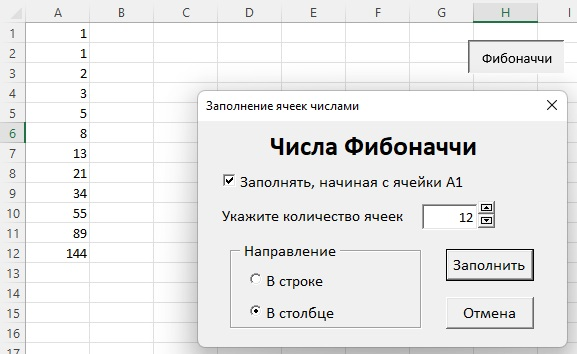 A B C D E F G H I
1 1
2 1
3 2
4 3
5 5
6 8
7 13
8 21
9 34
10 55
11 89
12 144
13
14
15
16
17
Фибоначчи
Заполнение ячеек числами
Числа Фибоначчи
Заполнять, начиная с ячейки A1
Укажите количество ячеек 12
Направление
В строке
В столбце
Заполнить
Отмена